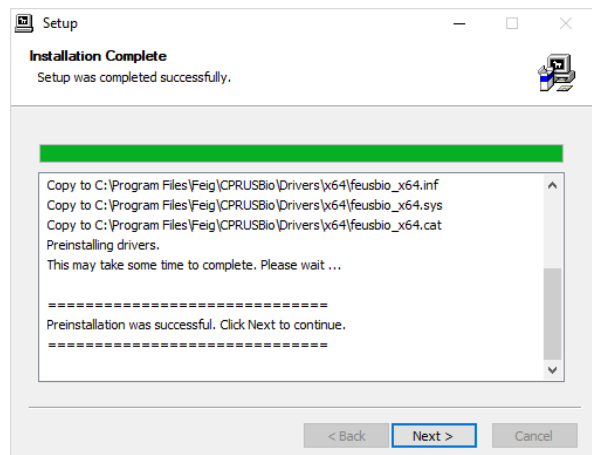 Setup
Installation Complete
Setup was completed successfully.
Copy to C:\Program Files\Feig\CPRUSBio\Drivers\x64\feusbio_x64.inf
Copy to C:\Program Files\Feig\CPRUSBio\Drivers\x64\feusbio_x64.sys
Copy to C:\Program Files\Feig\CPRUSBio\Drivers\x64\feusbio_x64.cat
Preinstalling drivers.
This may take some time to complete. Please wait ...
==============================
Preinstallation was successful. Click Next to continue.
==============================
< Back Next > Cancel